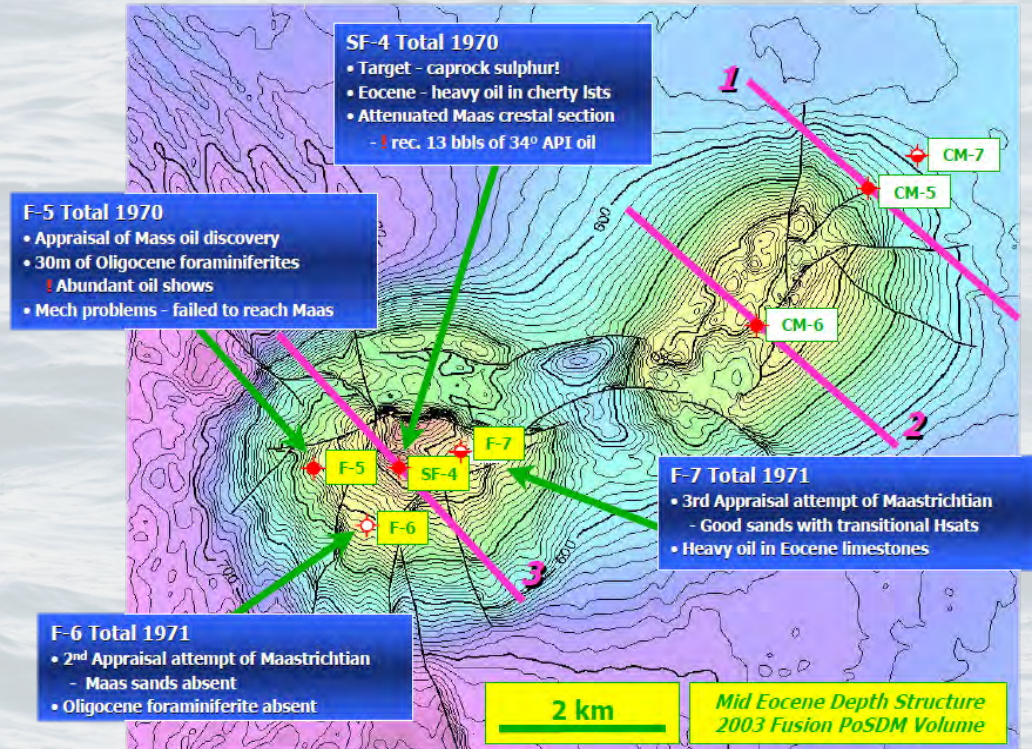 SF-4 Total 1970
• Target - caprock sulphur!
• Eocene - heavy oil in cherty lsts
• Attenuated Maas crestal section
- ! rec. 13 bbls of 34º API oil
1
CM-7
CM-5
600
F-5 Total 1970
• Appraisal of Mass oil discovery
• 30m of Oligocene foraminiferites
! Abundant oil shows
• Mech problems - failed to reach Maas
CM-6
2
F-5
SF-4
F-7
F-6
F-7 Total 1971
• 3rd Appraisal attempt of Maastrichtian
- Good sands with transitional Hsats
• Heavy oil in Eocene limestones
700
600
3
F-6 Total 1971
• 2nd Appraisal attempt of Maastrichtian
- Maas sands absent
• Oligocene foraminiferite absent
2 km
Mid Eocene Depth Structure
2003 Fusion PoSDM Volume